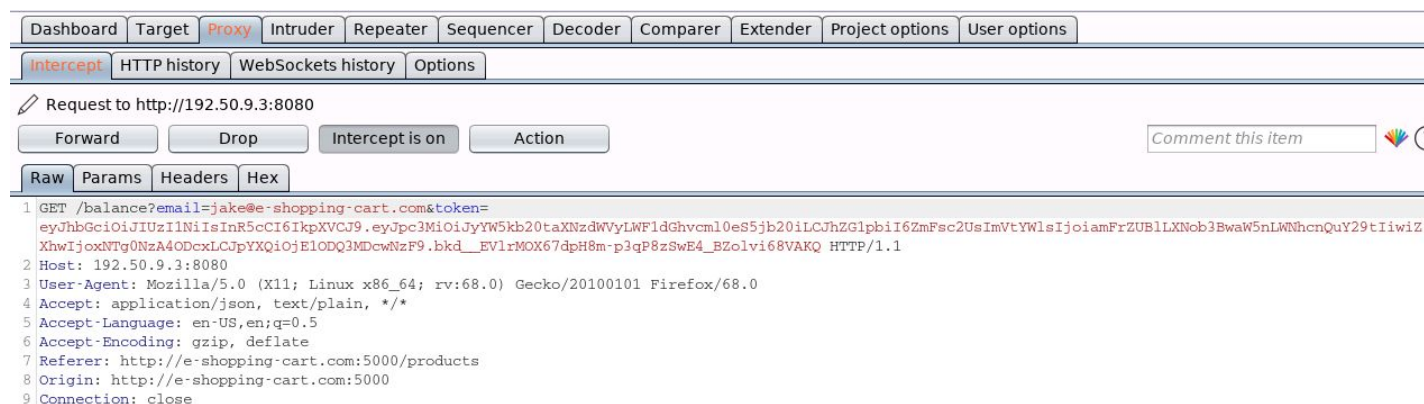 Dashboard Target Proxy Intruder Repeater Sequencer Decoder Comparer Extender Project options User options
Intercept HTTP history WebSockets history Options
Request to http://192.50.9.3:8080
Forward Drop Intercept is on Action Comment this item
Raw Params Headers Hex
1 GET /balance?email=jake@e-shopping-cart.com&token=
eyJhbGciOiJIUzI1NiIsInR5cCI6IkpXVCJ9.eyJpc3MiOiJyYW5kb20taXNzdWVyLWF1dGhvcml0eS5jb20iLCJhZG1pbiI6ZmFsc2UsImVtYWlsIjoiamFrZUBlLXNob3BwaW5nLWNhcnQuY29tIiwiZ
XhwIjoxNTg0NzA4ODcxLCJpYXQiOjE1ODQ3MDcwNzF9.bkd__EVlrMOX67dpH8m-p3qP8zSwE4_BZolvi68VAKQ HTTP/1.1
2 Host: 192.50.9.3:8080
3 User-Agent: Mozilla/5.0 (X11; Linux x86_64; rv:68.0) Gecko/20100101 Firefox/68.0
4 Accept: application/json, text/plain, */*
5 Accept-Language: en-US,en;q=0.5
6 Accept-Encoding: gzip, deflate
7 Referer: http://e-shopping-cart.com:5000/products
8 Origin: http://e-shopping-cart.com:5000
9 Connection: close